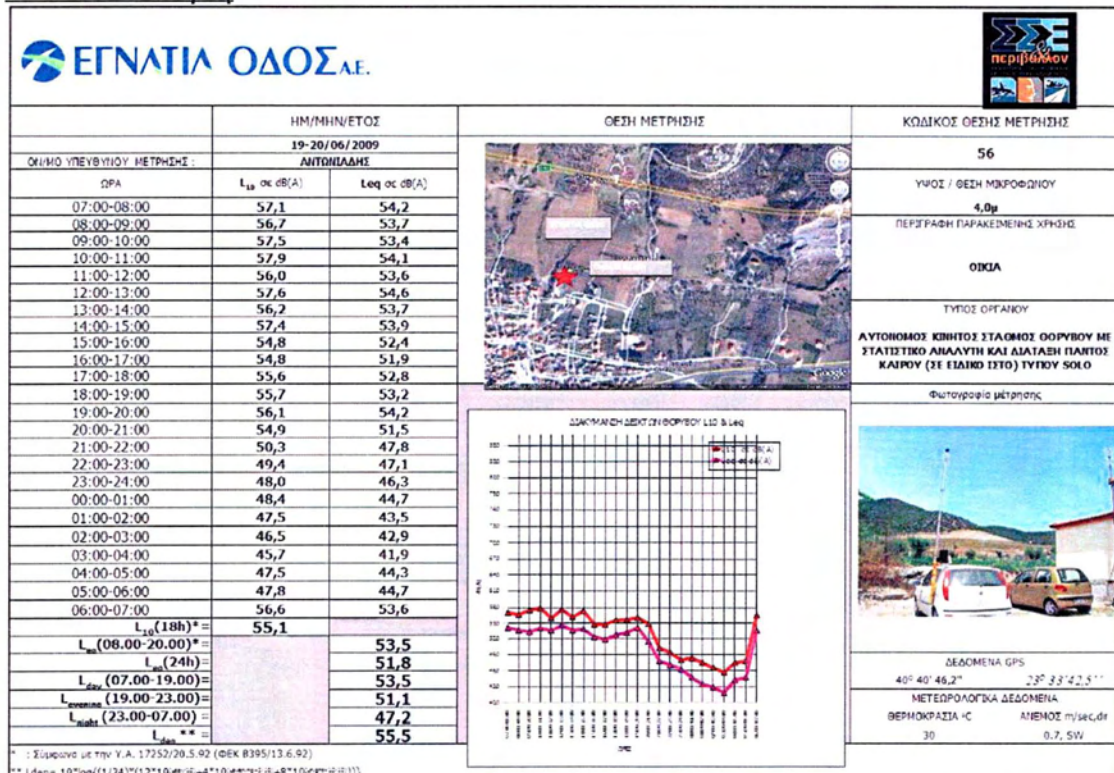 ΕΓΝΑΤΙΑ ΟΔΟΣ Α.Ε.
ΣΣΕ
&
περιβάλλον
ΗΜ/ΜΗΝ/ΕΤΟΣ
ΘΕΣΗ ΜΕΤΡΗΣΗΣ
ΚΩΔΙΚΟΣ ΘΕΣΗΣ ΜΕΤΡΗΣΗΣ
19-20/06/2009
56
ΟΝ/ΜΟ ΥΠΕΥΘΥΝΟΥ ΜΕΤΡΗΣΗΣ :
ΑΝΤΩΝΙΑΔΗΣ
ΩΡΑ L10 σε dB(A) Leq σε dB(A)
07:00-08:00 57,1 54,2
08:00-09:00 56,7 53,7
09:00-10:00 57,5 53,4
10:00-11:00 57,9 54,1
11:00-12:00 56,0 53,6
12:00-13:00 57,6 54,6
13:00-14:00 56,2 53,7
14:00-15:00 57,4 53,9
15:00-16:00 54,8 52,4
16:00-17:00 54,8 51,9
17:00-18:00 55,6 52,8
18:00-19:00 55,7 53,2
19:00-20:00 56,1 54,2
20:00-21:00 54,9 51,5
21:00-22:00 50,3 47,8
22:00-23:00 49,4 47,1
23:00-24:00 48,0 46,3
00:00-01:00 48,4 44,7
01:00-02:00 47,5 43,5
02:00-03:00 46,5 42,9
03:00-04:00 45,7 41,9
04:00-05:00 47,5 44,3
05:00-06:00 47,8 44,7
06:00-07:00 56,6 53,6
L10(18h)* = 55,1
Leq(08.00-20.00)* = 53,5
Leq(24h) = 51,8
Lday (07.00-19.00) = 53,5
Levening (19.00-23.00) = 51,1
Lnight (23.00-07.00) = 47,2
Lden ** = 55,5
Google
ΔΙΑΚΥΜΑΝΣΗ ΔΕΙΚΤΩΝ ΘΟΡΥΒΟΥ L10 & Leq
L10 σε dB(A)
Leq σε dB(A)
ΥΨΟΣ / ΘΕΣΗ ΜΙΚΡΟΦΩΝΟΥ
4,0μ
ΠΕΡΙΓΡΑΦΗ ΠΑΡΑΚΕΙΜΕΝΗΣ ΧΡΗΣΗΣ
ΟΙΚΙΑ
ΤΥΠΟΣ ΟΡΓΑΝΟΥ
ΑΥΤΟΝΟΜΟΣ ΚΙΝΗΤΟΣ ΣΤΑΘΜΟΣ ΘΟΡΥΒΟΥ ΜΕ
ΣΤΑΤΙΣΤΙΚΟ ΑΝΑΛΥΤΗ ΚΑΙ ΔΙΑΤΑΞΗ ΠΑΝΤΟΣ
ΚΑΙΡΟΥ (ΣΕ ΕΙΔΙΚΟ ΙΣΤΟ) ΤΥΠΟΥ SOLO
Φωτογραφία μέτρησης
ΔΕΔΟΜΕΝΑ GPS
40º 40' 46,2" 23º 33'42,5''
ΜΕΤΕΩΡΟΛΟΓΙΚΑ ΔΕΔΟΜΕΝΑ
ΘΕΡΜΟΚΡΑΣΙΑ ºC ΑΝΕΜΟΣ m/sec,dir
30 0.7, SW
* : Σύμφωνα με την Υ.Α. 17252/20.5.92 (ΦΕΚ Β395/13.6.92)